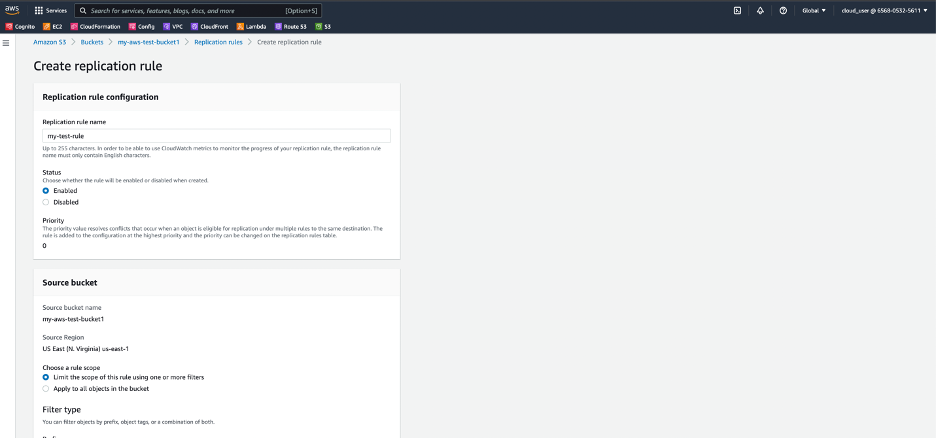 aws
Services
Search for services, features, blogs, docs, and more
[Option+S]
Global
cloud_user @ 6568-0532-5611
Cognito
EC2
CloudFormation
Config
VPC
CloudFront
Lambda
Route 53
S3
Amazon S3 > Buckets > my-aws-test-bucket1 > Replication rules > Create replication rule
Create replication rule
Replication rule configuration
Replication rule name
my-test-rule
Up to 255 characters. In order to be able to use CloudWatch metrics to monitor the progress of your replication rule, the replication rule
name must only contain English characters.
Status
Choose whether the rule will be enabled or disabled when created.
Enabled
Disabled
Priority
The priority value resolves conflicts that occur when an object is eligible for replication under multiple rules to the same destination. The
rule is added to the configuration at the highest priority and the priority can be changed on the replication rules table.
0
Source bucket
Source bucket name
my-aws-test-bucket1
Source Region
US East (N. Virginia) us-east-1
Choose a rule scope
Limit the scope of this rule using one or more filters
Apply to all objects in the bucket
Filter type
You can filter objects by prefix, object tags, or a combination of both.